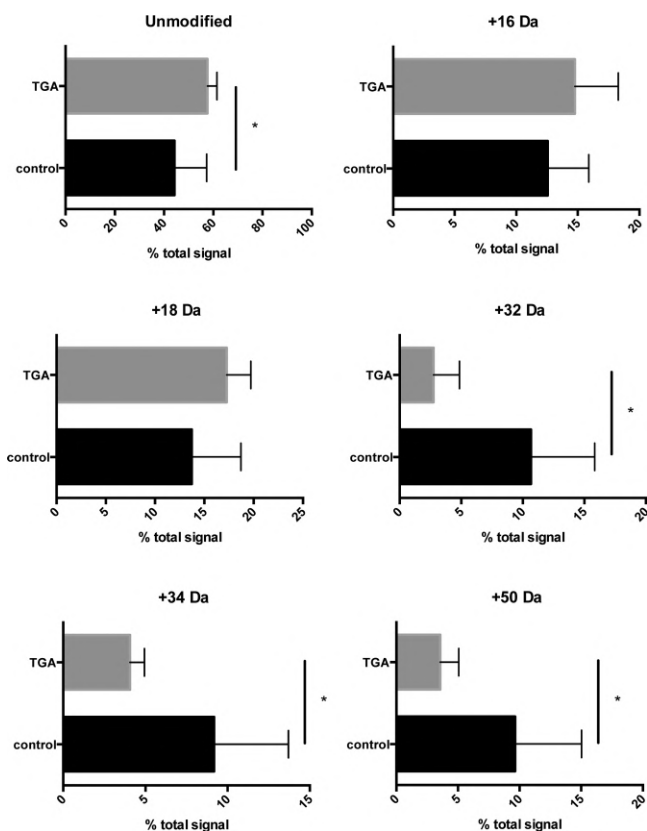 Unmodified
TGA
control
*
0 20 40 60 80 100
% total signal
+16 Da
TGA
control
0 5 10 15 20
% total signal
+18 Da
TGA
control
0 5 10 15 20 25
% total signal
+32 Da
TGA
control
*
0 5 10 15 20
% total signal
+34 Da
TGA
control
*
0 5 10 15
% total signal
+50 Da
TGA
control
*
0 5 10 15 20
% total signal